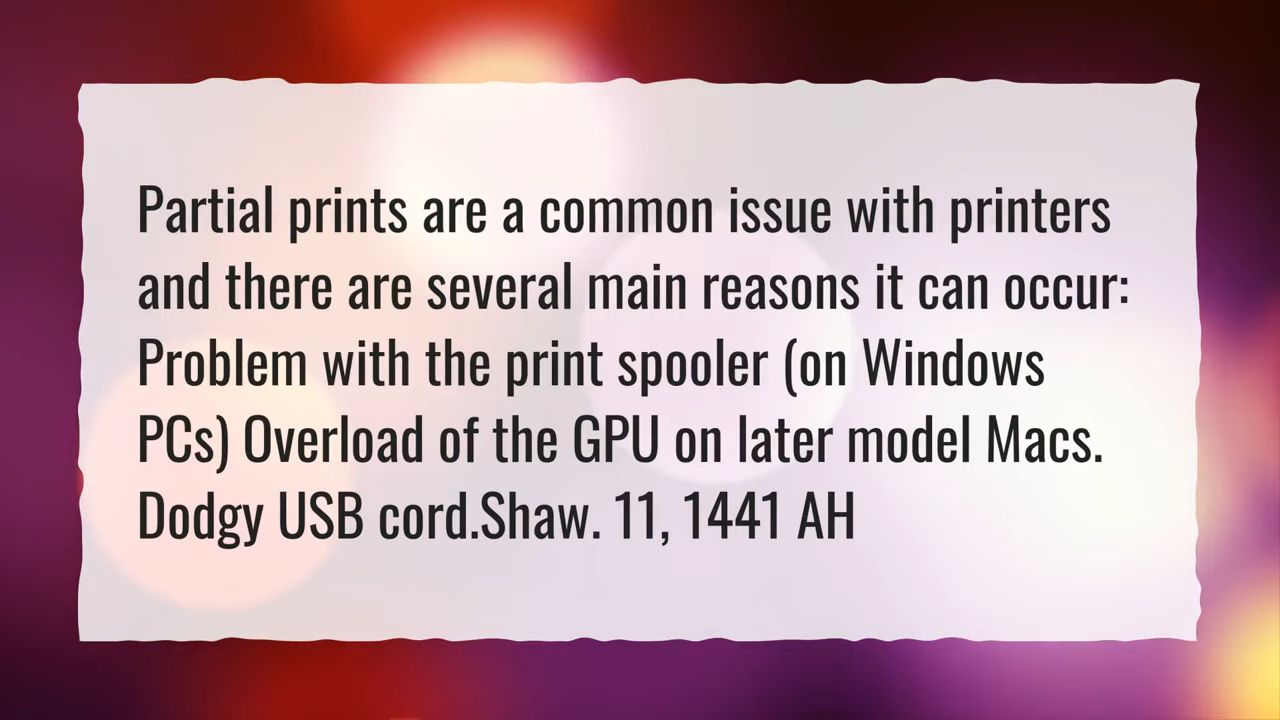 Partial prints are a common issue with printers
and there are several main reasons it can occur:
Problem with the print spooler (on Windows
PCs) Overload of the GPU on later model Macs.
Dodgy USB cord.Shaw. 11, 1441 AH